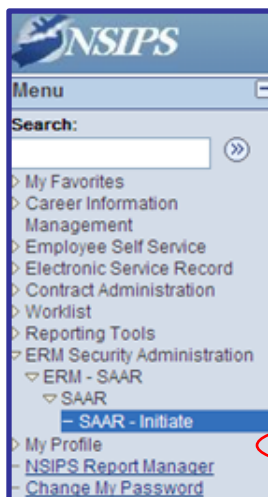 NSIPS
Menu
Search:
My Favorites
Career Information
Management
Employee Self Service
Electronic Service Record
Contract Administration
Worklist
Reporting Tools
ERM Security Administration
ERM - SAAR
SAAR
SAAR - Initiate
My Profile
NSIPS Report Manager
Change My Password